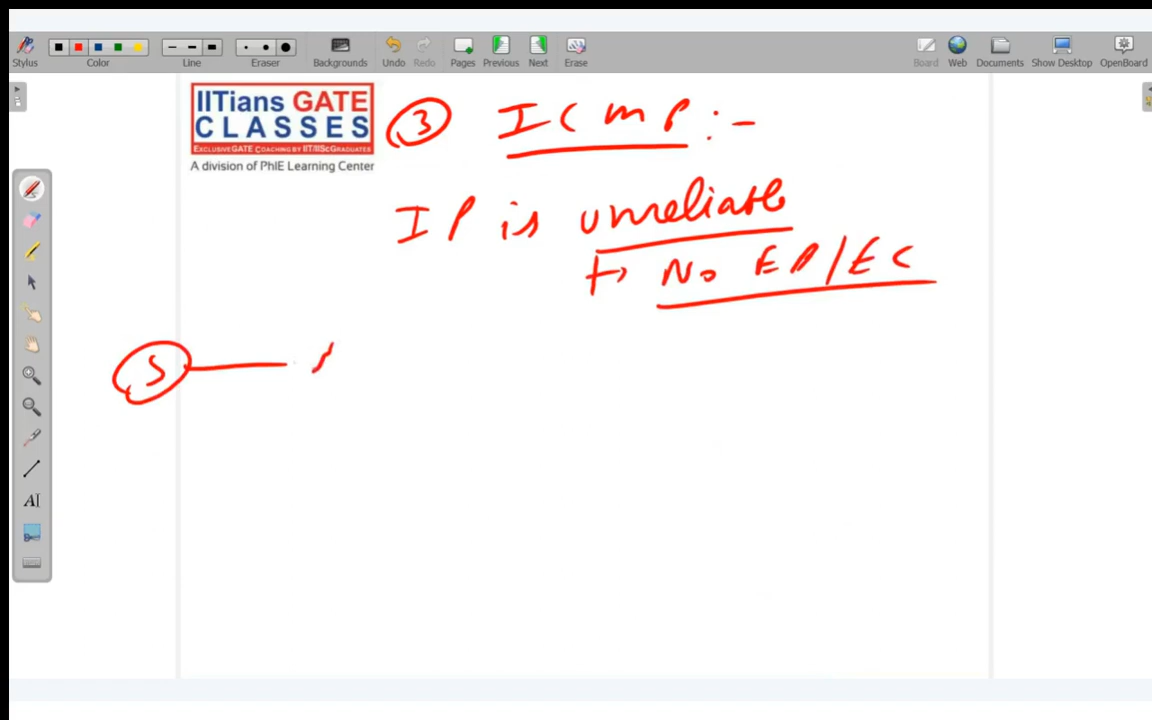 Stylus
Color
Line
Eraser
Backgrounds
Undo
Redo
Pages
Previous
Next
Erase
Board
Web
Documents
Show Desktop
OpenBoard
IITians GATE
CLASSES
EXCLUSIVE GATE COACHING BY IIT/IISc GRADUATES
A division of PhIE Learning Center
3 ICMP :-
IP is unreliable
No ER/EC
S
AI